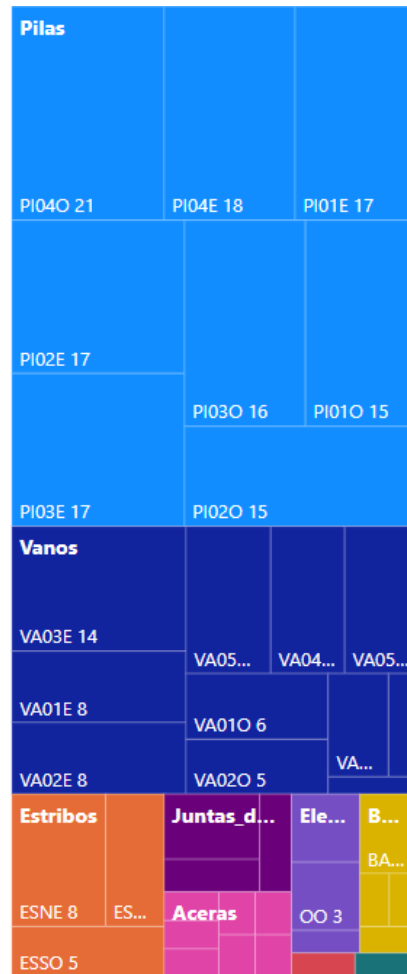 Pilas
PI04O 21
PI04E 18
PI01E 17
PI02E 17
PI03O 16
PI01O 15
PI03E 17
PI02O 15
Vanos
VA03E 14
VA05...
VA04...
VA05...
VA01E 8
VA01O 6
VA02E 8
VA02O 5
VA...
Estribos
ESNE 8
ES...
ESSO 5
Juntas_d...
Aceras
Ele...
OO 3
B...
BA...